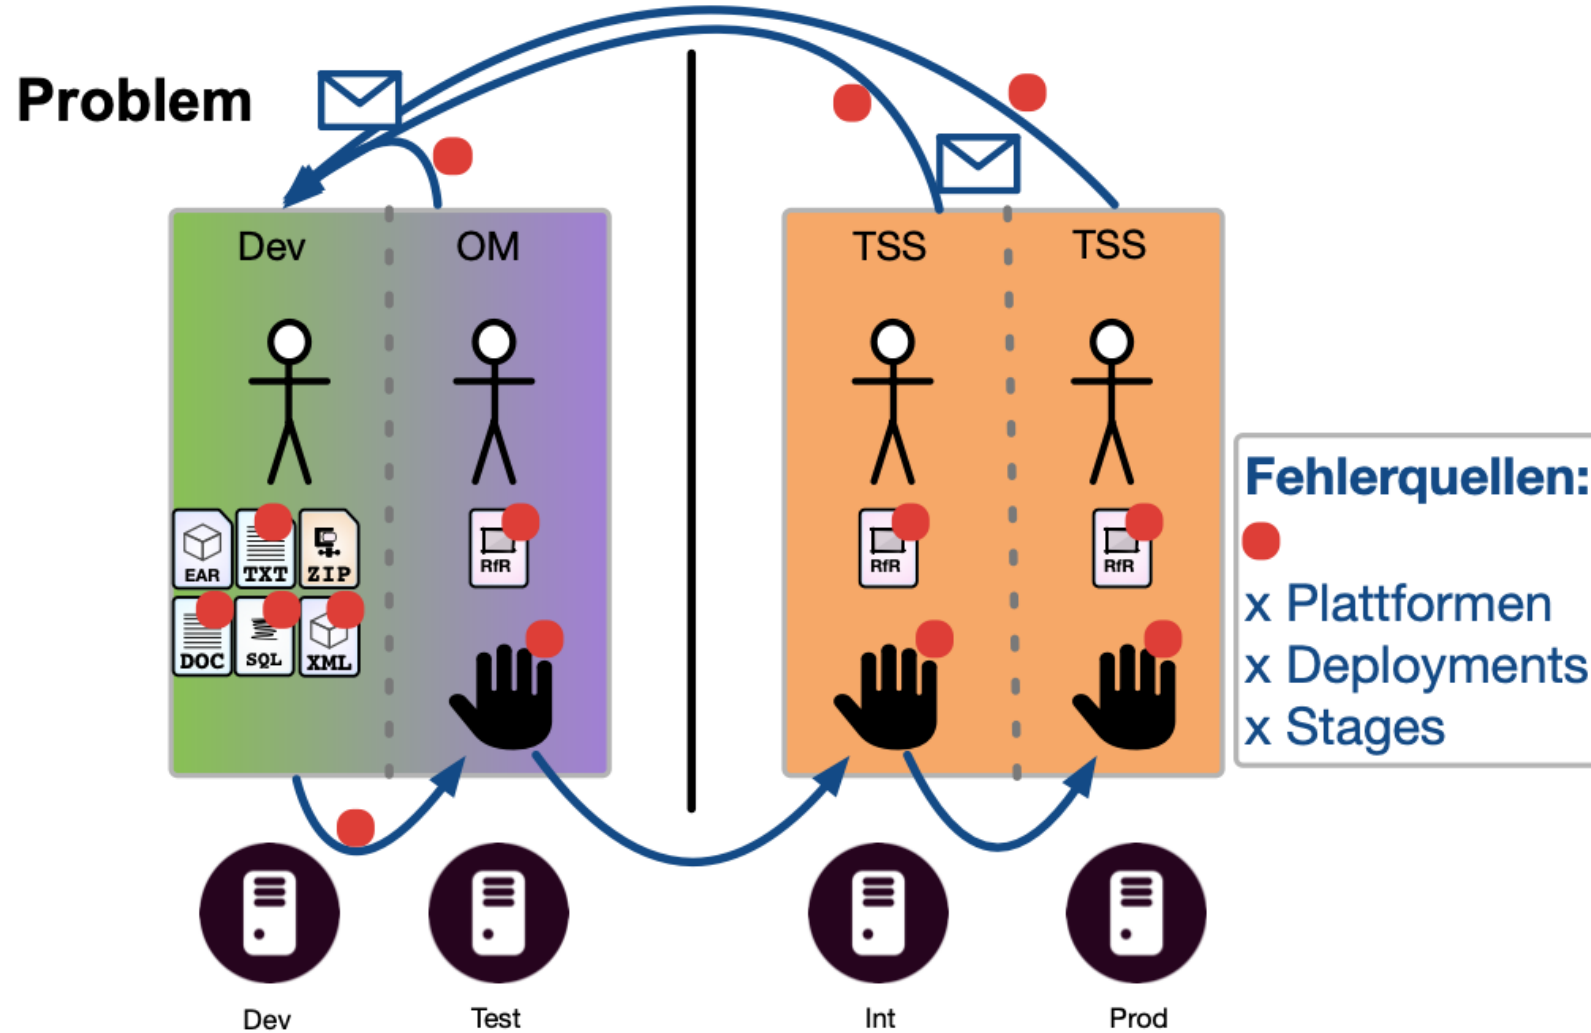 Problem
Dev
OM
TSS
TSS
EAR
TXT
ZIP
RfR
RfR
RfR
DOC
SQL
XML
Fehlerquellen:
x Plattformen
x Deployments
x Stages
Dev
Test
Int
Prod